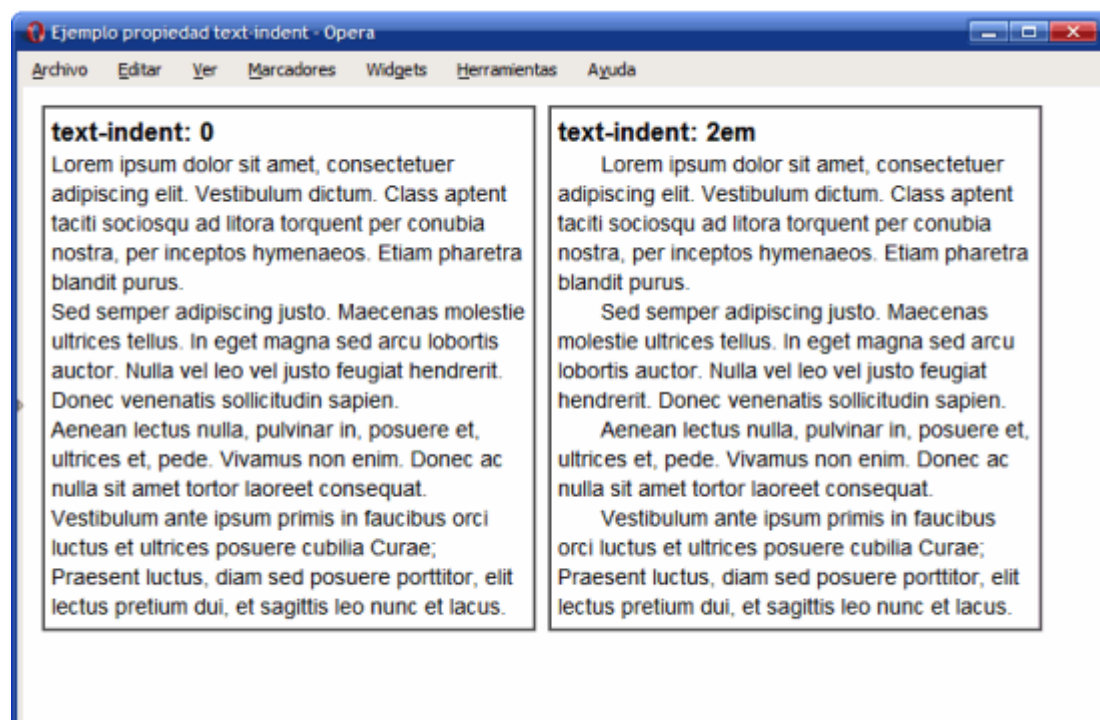 Ejemplo propiedad text-indent - Opera
Archivo Editar Ver Marcadores Widgets Herramientas Ayuda
text-indent: 0
Lorem ipsum dolor sit amet, consectetuer
adipiscing elit. Vestibulum dictum. Class aptent
taciti sociosqu ad litora torquent per conubia
nostra, per inceptos hymenaeos. Etiam pharetra
blandit purus.
Sed semper adipiscing justo. Maecenas molestie
ultrices tellus. In eget magna sed arcu lobortis
auctor. Nulla vel leo vel justo feugiat hendrerit.
Donec venenatis sollicitudin sapien.
Aenean lectus nulla, pulvinar in, posuere et,
ultrices et, pede. Vivamus non enim. Donec ac
nulla sit amet tortor laoreet consequat.
Vestibulum ante ipsum primis in faucibus orci
luctus et ultrices posuere cubilia Curae;
Praesent luctus, diam sed posuere porttitor, elit
lectus pretium dui, et sagittis leo nunc et lacus.
text-indent: 2em
Lorem ipsum dolor sit amet, consectetuer
adipiscing elit. Vestibulum dictum. Class aptent
taciti sociosqu ad litora torquent per conubia
nostra, per inceptos hymenaeos. Etiam pharetra
blandit purus.
Sed semper adipiscing justo. Maecenas
molestie ultrices tellus. In eget magna sed arcu
lobortis auctor. Nulla vel leo vel justo feugiat
hendrerit. Donec venenatis sollicitudin sapien.
Aenean lectus nulla, pulvinar in, posuere et,
ultrices et, pede. Vivamus non enim. Donec ac
nulla sit amet tortor laoreet consequat.
Vestibulum ante ipsum primis in faucibus
orci luctus et ultrices posuere cubilia Curae;
Praesent luctus, diam sed posuere porttitor, elit
lectus pretium dui, et sagittis leo nunc et lacus.